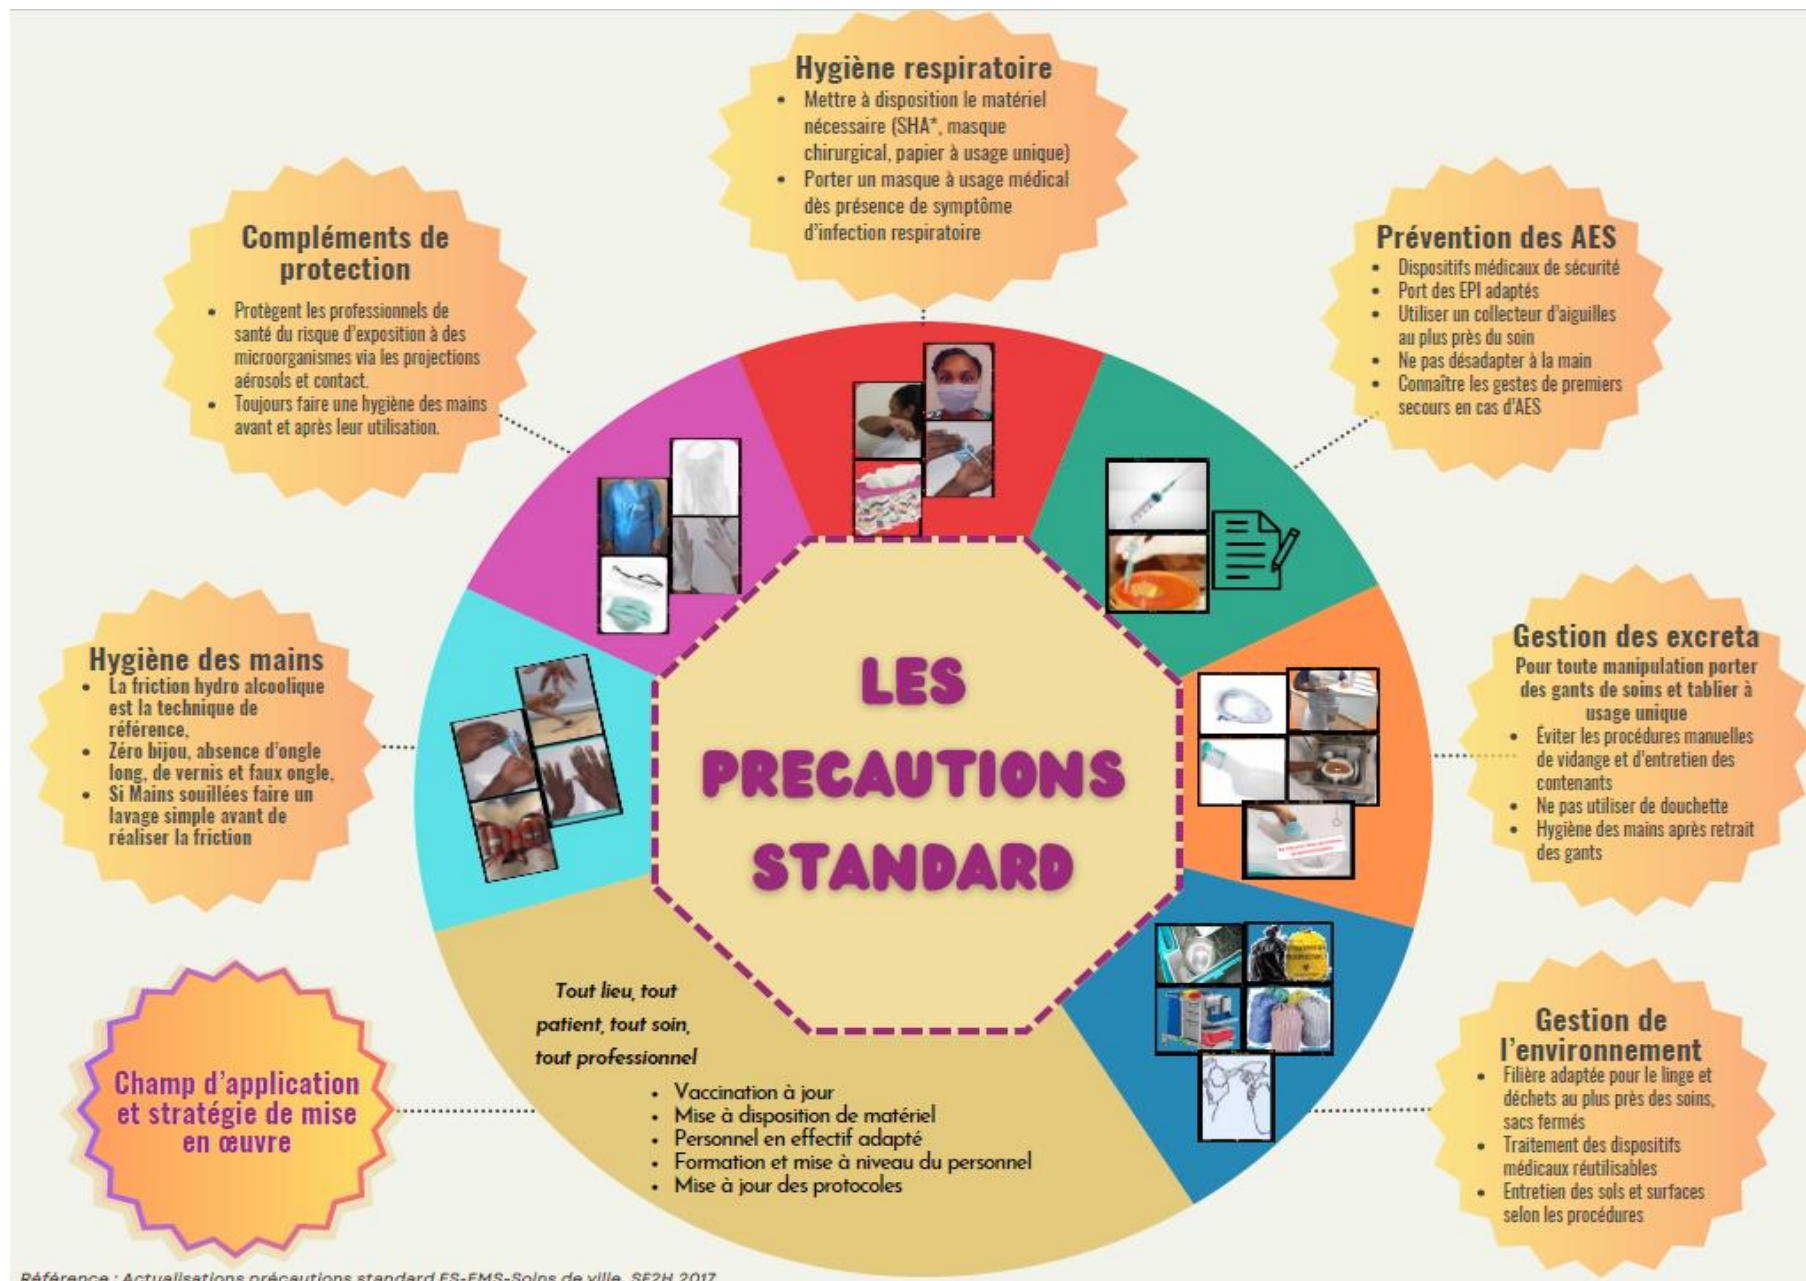 Hygiène respiratoire
• Mettre à disposition le matériel
nécessaire (SHA*, masque
chirurgical, papier à usage unique)
• Porter un masque à usage médical
dès présence de symptôme
d'infection respiratoire
Compléments de
protection
• Protègent les professionnels de
santé du risque d'exposition à des
microorganismes via les projections
aérosols et contact.
• Toujours faire une hygiène des mains
avant et après leur utilisation.
Prévention des AES
• Dispositifs médicaux de sécurité
• Port des EPI adaptés
• Utiliser un collecteur d'aiguilles
au plus près du soin
• Ne pas désadapter à la main
• Connaître les gestes de premiers
secours en cas d'AES
Hygiène des mains
• La friction hydro alcoolique
est la technique de
référence,
• Zéro bijou, absence d'ongle
long, de vernis et faux ongle,
• Si Mains souillées faire un
lavage simple avant de
réaliser la friction
LES
PRECAUTIONS
STANDARD
Gestion des excreta
Pour toute manipulation porter
des gants de soins et tablier à
usage unique
• Éviter les procédures manuelles
de vidange et d'entretien des
contenants
• Ne pas utiliser de douchette
• Hygiène des mains après retrait
des gants
Champ d'application
et stratégie de mise
en œuvre
Tout lieu, tout
patient, tout soin,
tout professionnel
• Vaccination à jour
• Mise à disposition de matériel
• Personnel en effectif adapté
• Formation et mise à niveau du personnel
• Mise à jour des protocoles
Gestion de
l'environnement
• Filière adaptée pour le linge et
déchets au plus près des soins,
sacs fermés
• Traitement des dispositifs
médicaux réutilisables
• Entretien des sols et surfaces
selon les procédures
Référence : Actualisations précautions standard ES-EMS-Soins de ville, SF2H 2017